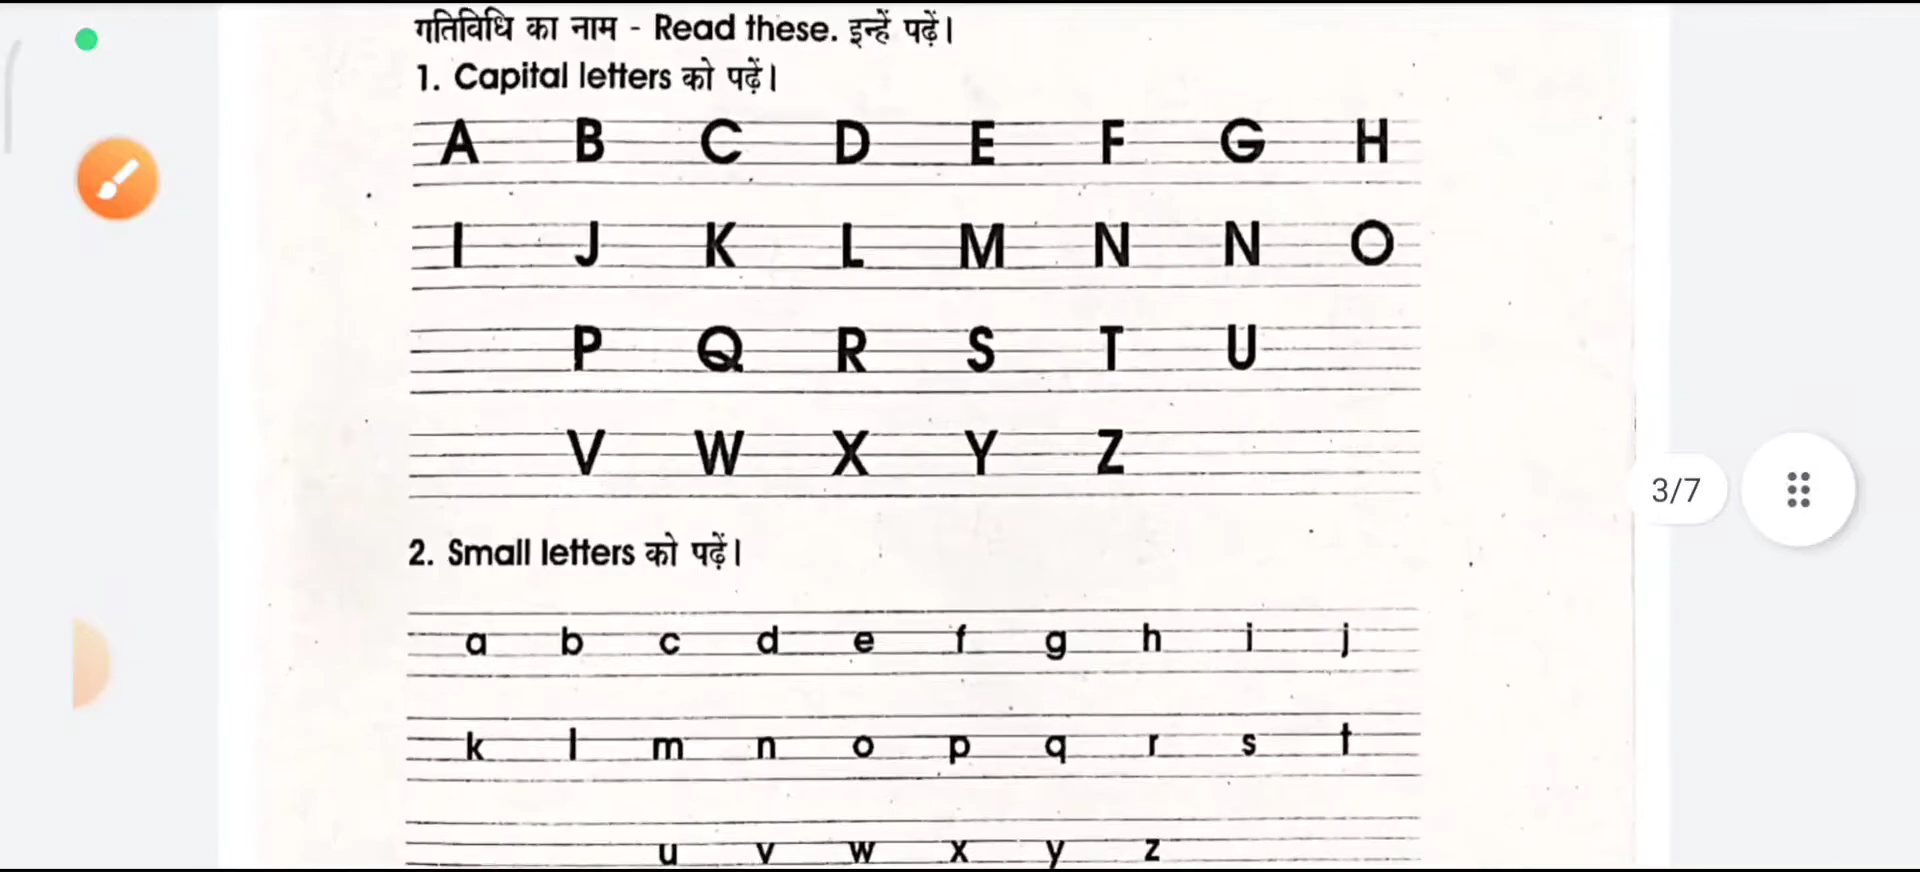 गतिविधि का नाम - Read these. इन्हें पढ़ें।
1. Capital letters को पढ़ें।
A B C D E F G H
I J K L M N N O
P Q R S T U
V W X Y Z
3/7
2. Small letters को पढ़ें।
a b c d e f g h i j
k l m n o p q r s t
u v w x y z